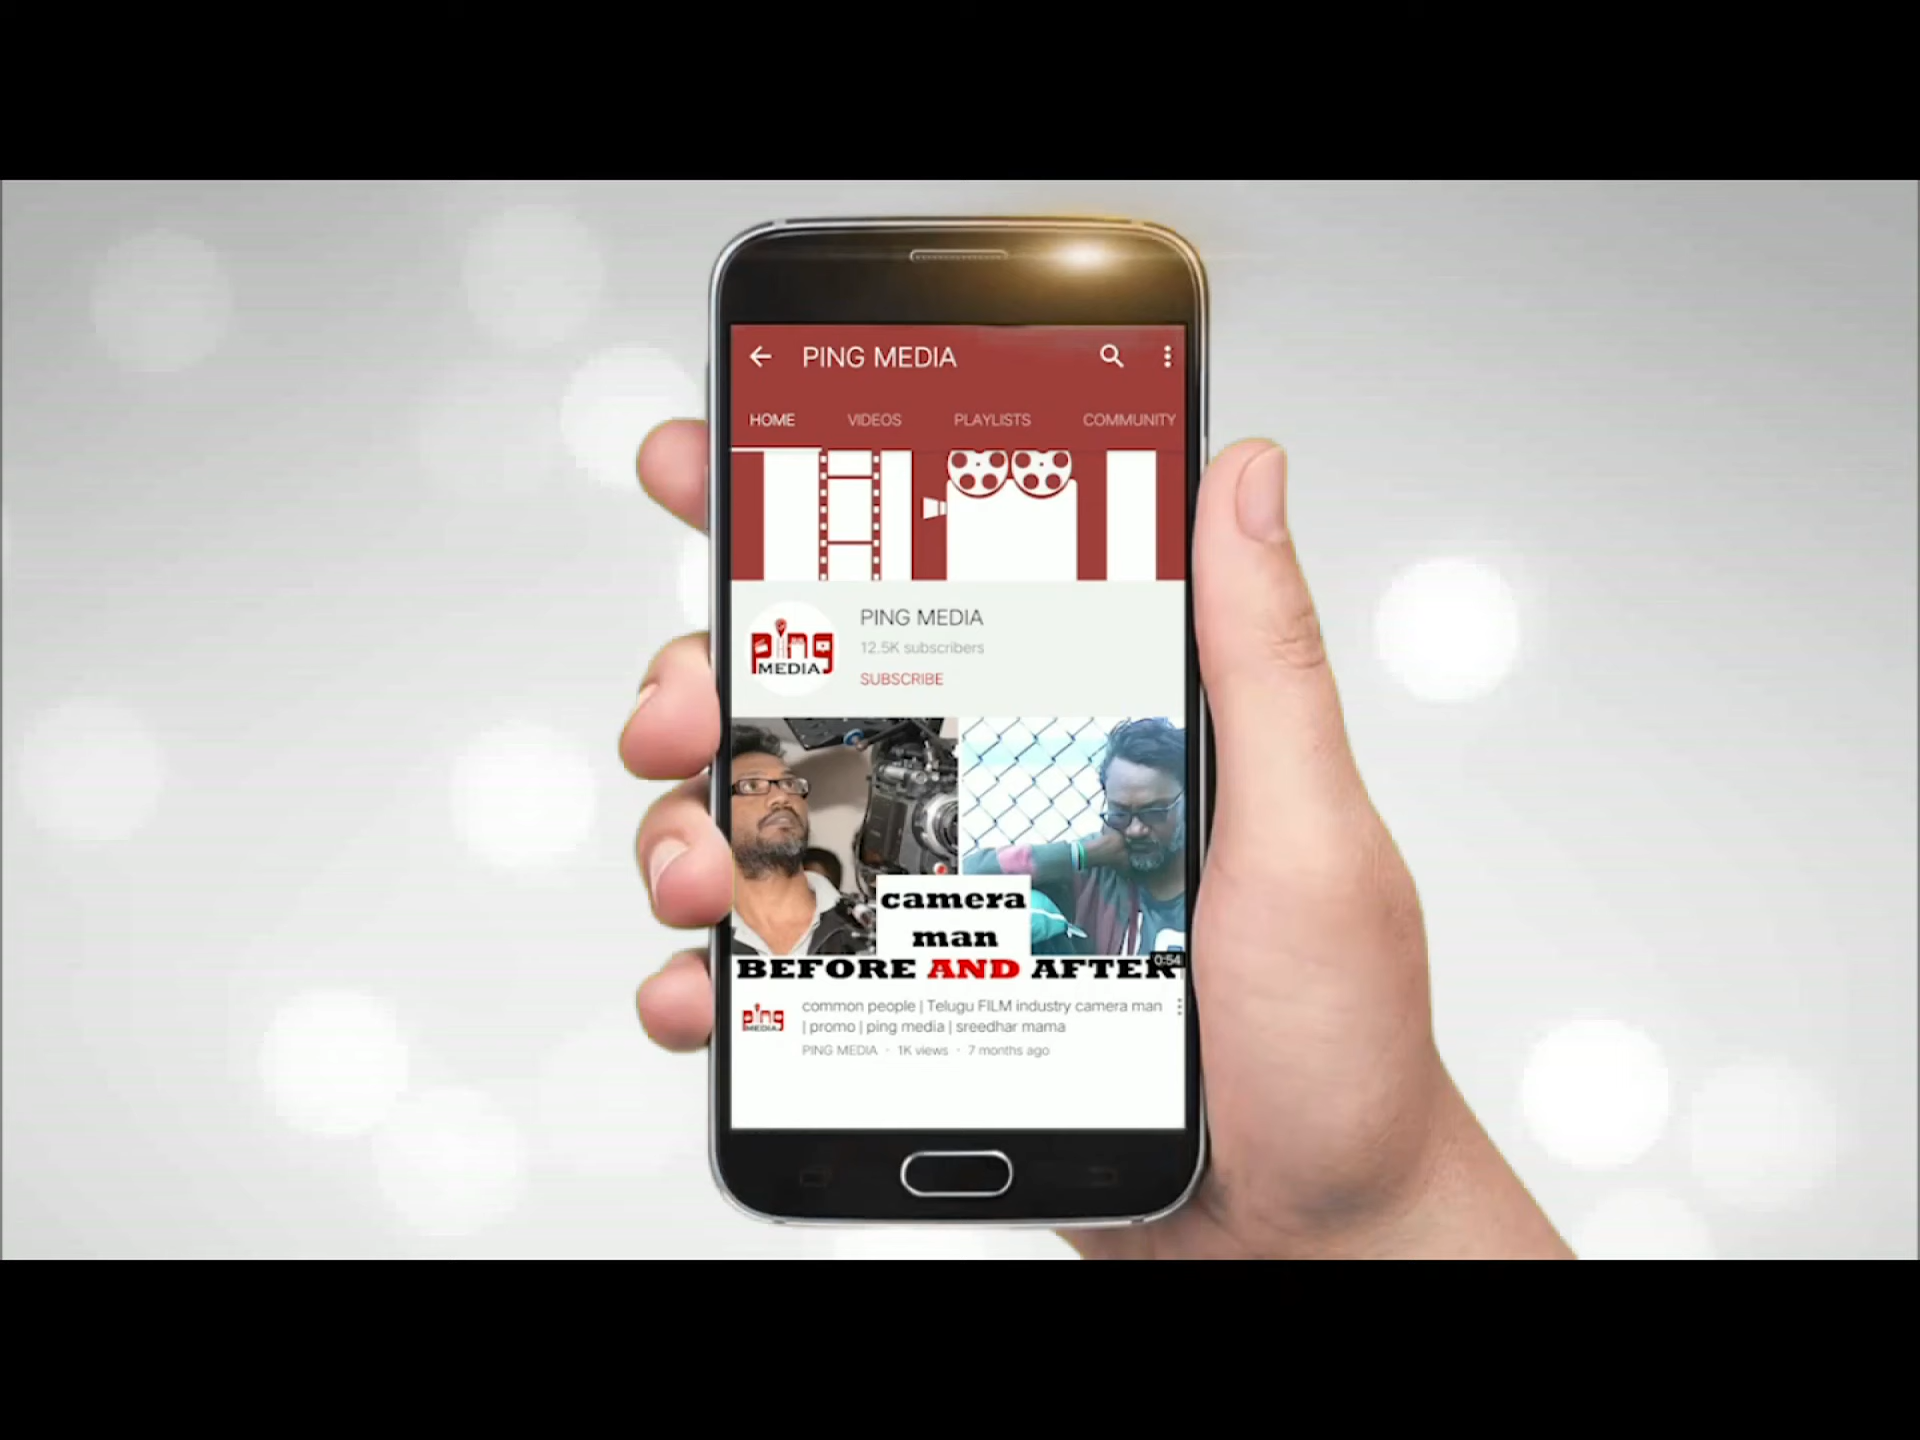 PING MEDIA
HOME VIDEOS PLAYLISTS COMMUNITY
PING MEDIA
12.5K subscribers
SUBSCRIBE
ping
MEDIA
camera
man
BEFORE AND AFTER
0:54
ping
MEDIA
common people | Telugu FILM industry camera man
| promo | ping media | sreedhar mama
PING MEDIA · 1K views · 7 months ago